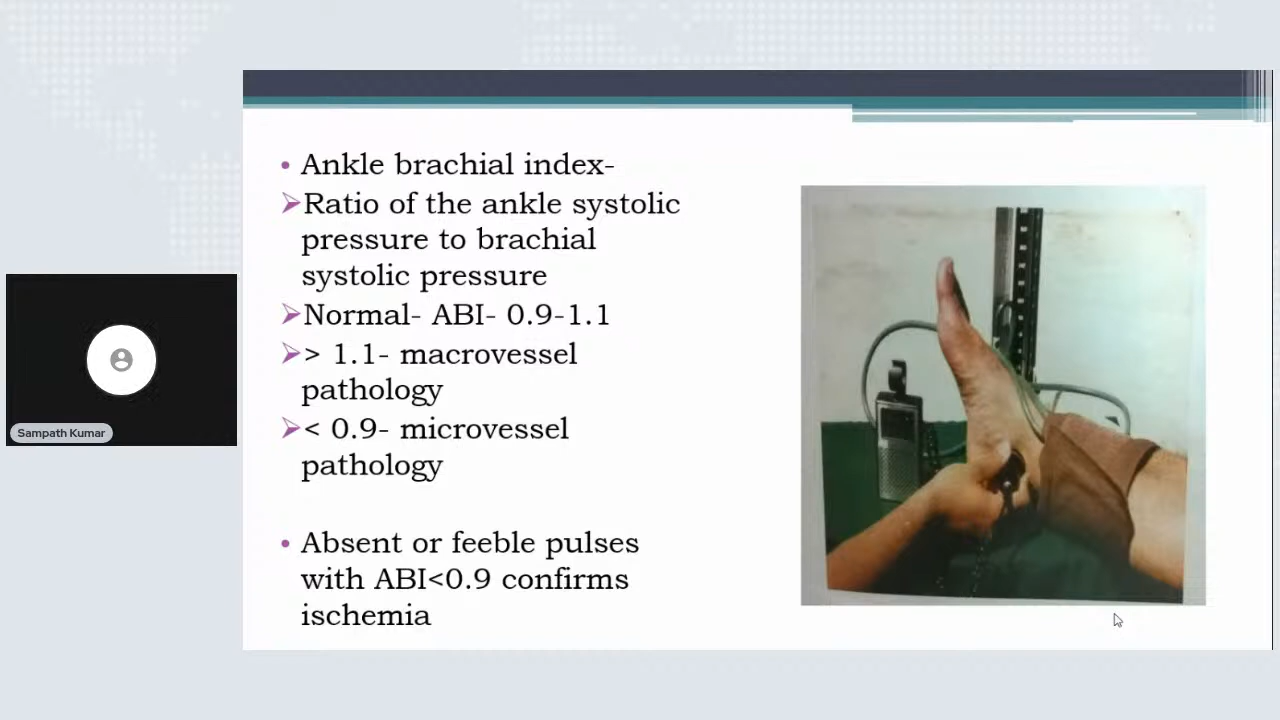 Ankle brachial index-
Ratio of the ankle systolic
pressure to brachial
systolic pressure
Normal- ABI- 0.9-1.1
> 1.1- macrovessel
pathology
< 0.9- microvessel
pathology
Absent or feeble pulses
with ABI<0.9 confirms
ischemia
Sampath Kumar